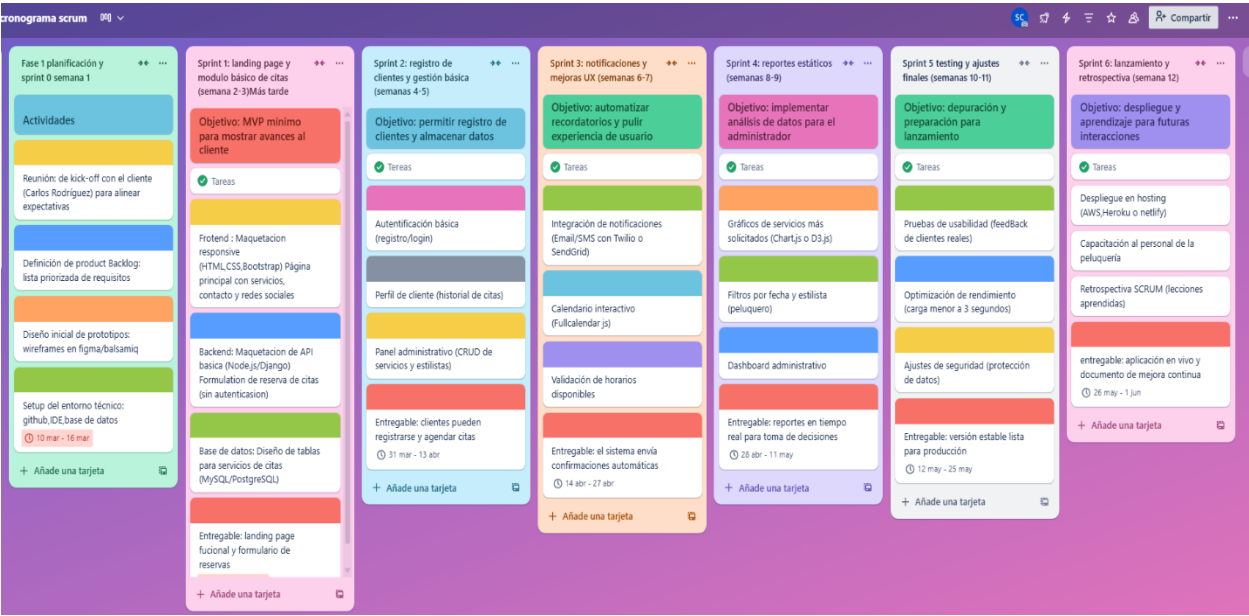 cronograma scrum
SC
Compartir
Fase 1 planificación y
sprint 0 semana 1
Actividades
Reunión: de kick-off con el cliente
(Carlos Rodríguez) para alinear
expectativas
Definición de product Backlog:
lista priorizada de requisitos
Diseño inicial de prototipos:
wireframes en figma/balsamiq
Setup del entorno técnico:
github,IDE,base de datos
10 mar - 16 mar
+ Añade una tarjeta
Sprint 1: landing page y
modulo básico de citas
(semana 2-3)Más tarde
Objetivo: MVP minimo
para mostrar avances al
cliente
Tareas
Frotend : Maquetacion
responsive
(HTML,CSS,Bootstrap) Página
principal con servicios,
contacto y redes sociales
Backend: Maquetacion de API
basica (Node,js/Django)
Formulation de reserva de citas
(sin autenticasion)
Base de datos: Diseño de tablas
para servicios de citas
(MySQL/PostgreSQL)
Entregable: landing page
fucional y formulario de
reservas
+ Añade una tarjeta
Sprint 2: registro de
clientes y gestión básica
(semanas 4-5)
Objetivo: permitir registro de
clientes y almacenar datos
Tereas
Autentificación básica
(registro/login)
Perfil de cliente (historial de citas)
Panel administrativo (CRUD de
servicios y estilistas)
Entregable: clientes pueden
registrarse y agendar citas
31 mar - 13 abr
+ Añade una tarjeta
Sprint 3: notificaciones y
mejoras UX (semanas 6-7)
Objetivo: automatizar
recordatorios y pulir
experiencia de usuario
Tareas
Integración de notificaciones
(Email/SMS con Twilio o
SendGrid)
Calendario interactivo
(Fullcalendar js)
Validación de horarios
disponibles
Entregable: el sistema envía
confirmaciones automáticas
14 abr - 27 abr
+ Añade una tarjeta
Sprint 4: reportes estáticos
(semanas 8-9)
Objetivo: implementar
análisis de datos para el
administrador
Tareas
Gráficos de servicios más
solicitados (Chart,js o D3.js)
Filtros por fecha y estilista
(peluquero)
Dashboard administrativo
Entregable: reportes en tiempo
real para toma de decisiones
28 abr - 11 may
+ Añade una tarjeta
Sprint 5 testing y ajustes
finales (semanas 10-11)
Objetivo: depuración y
preparación para
lanzamiento
Tareas
Pruebas de usabilidad (feedBack
de clientes reales)
Optimización de rendimiento
(carga menor a 3 segundos)
Ajustes de seguridad (protección
de datos)
Entregable: versión estable lista
para producción
12 may - 25 may
+ Añade una tarjeta
Sprint 6: lanzamiento y
retrospectiva (semana 12)
Objetivo: despliegue y
aprendizaje para futuras
interacciones
Tareas
Despliegue en hosting
(AWS,Heroku o netlify)
Capacitación al personal de la
peluquería
Retrospectiva SCRUM (lecciones
aprendidas)
entregable: aplicación en vivo y
documento de mejora continua
26 may - 1 jun
+ Añade una tarjeta